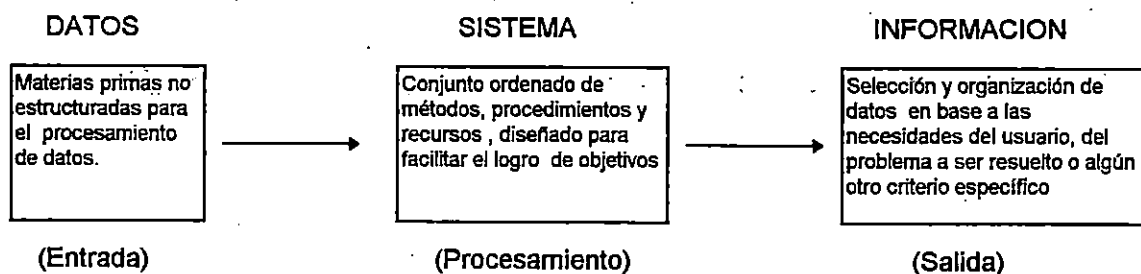 DATOS
Materias primas no
estructuradas para
el procesamiento
de datos.
(Entrada)
SISTEMA
Conjunto ordenado de
métodos, procedimientos y
recursos , diseñado para
facilitar el logro de objetivos
(Procesamiento)
INFORMACION
Selección y organización de
datos en base a las
necesidades del usuario, del
problema a ser resuelto o algún
otro criterio específico
(Salida)